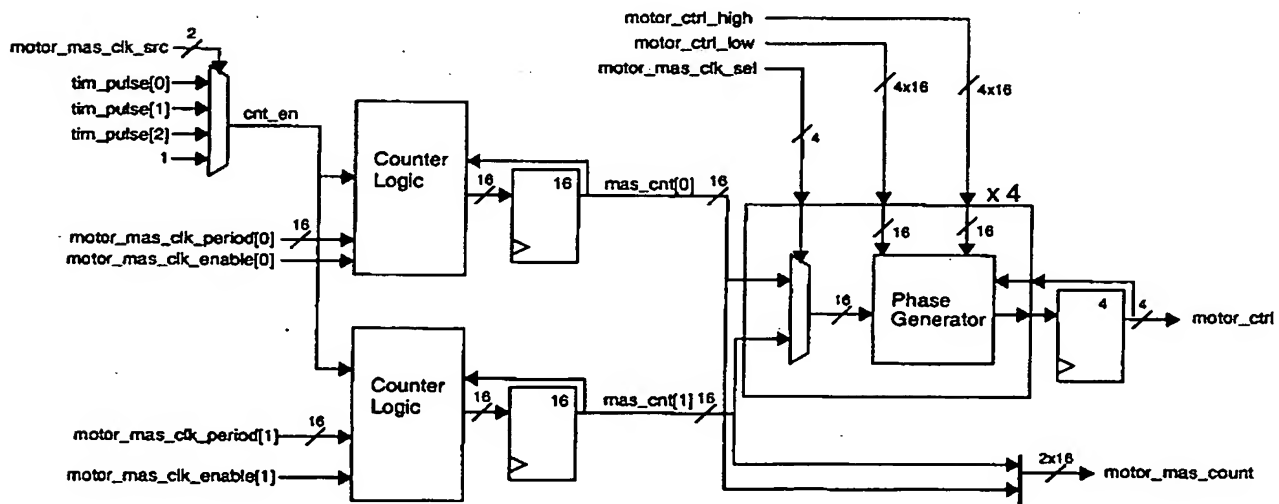 motor_ctrl_high
2
motor_mas_clk_src
motor_ctrl_low
motor_mas_clk_sel
tim_pulse[0]
4x16
4x16
tim_pulse[1]
cnt_en
tim_pulse[2]
4
1
Counter
Logic
16
16
mas_cnt[0]
16
x 4
16
16
16
motor_mas_clk_period[0]
motor_mas_clk_enable[0]
16
Phase
Generator
4
4
motor_ctrl
Counter
Logic
16
16
mas_cnt[1]
16
16
motor_mas_clk_period[1]
2x16
motor_mas_count
motor_mas_clk_enable[1]